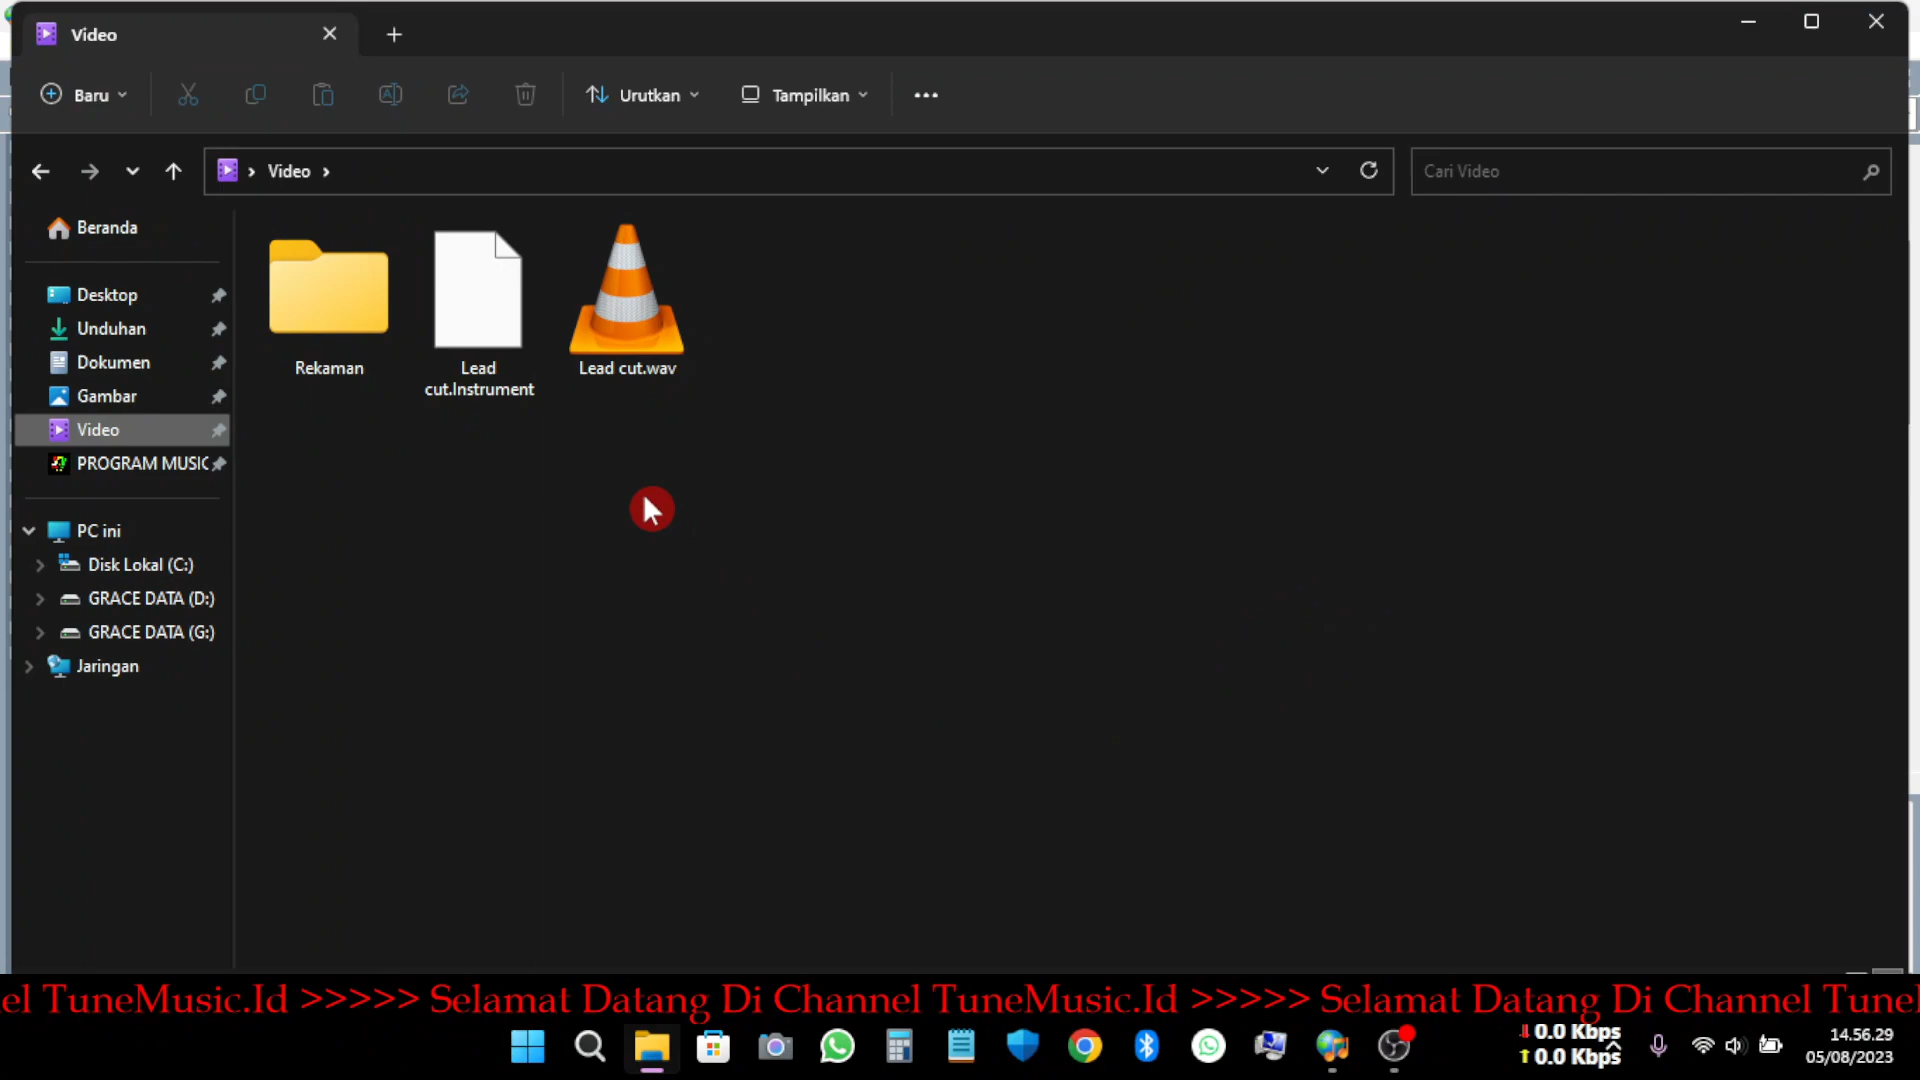 Video
Baru
Urutkan
Tampilkan
Video
Cari Video
Beranda
Desktop
Unduhan
Dokumen
Gambar
Video
PROGRAM MUSIC
PC ini
Disk Lokal (C:)
GRACE DATA (D:)
GRACE DATA (G:)
Jaringan
Rekaman
Lead
cut.Instrument
Lead cut.wav
el TuneMusic.Id >>>>> Selamat Datang Di Channel TuneMusic.Id >>>>> Selamat Datang Di Channel Tune
0.0 Kbps
0.0 Kbps
14.56.29
05/08/2023